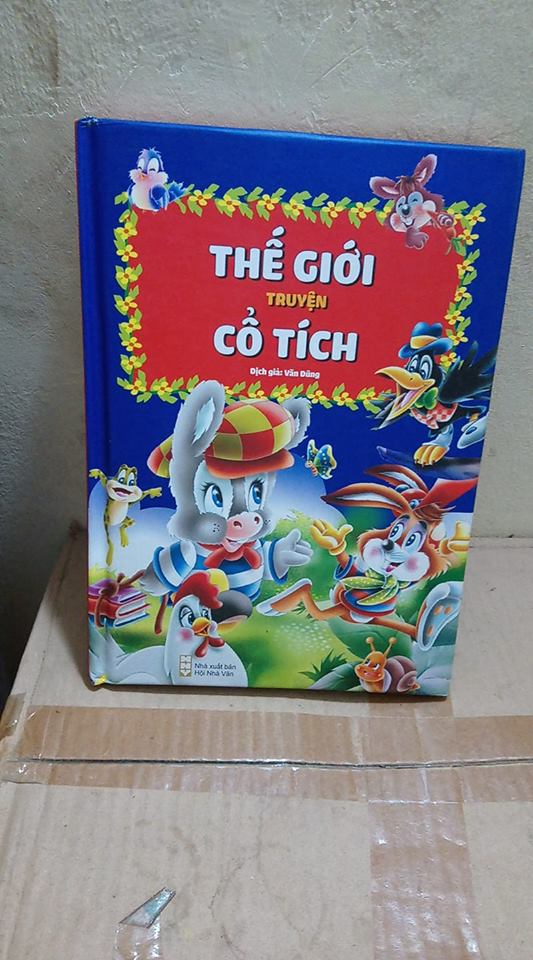 THẾ GIỚI
TRUYỆN
CỔ TÍCH
Dịch giả: Văn Dũng
Nhà xuất bản
Hội Nhà Văn